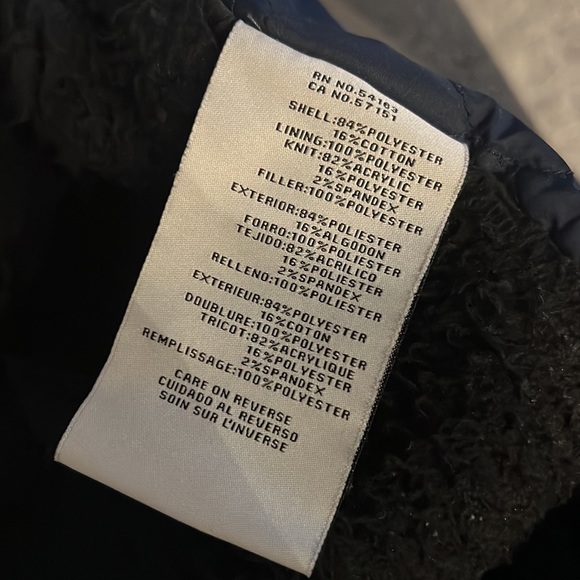 RN NO.54163
CA NO.57151
SHELL:84%POLYESTER
16%COTTON
LINING:100%POLYESTER
KNIT:82%ACRYLIC
16%POLYESTER
2%SPANDEX
FILLER:100%POLYESTER
EXTERIOR:84%POLIESTER
16%ALGODON
FORRO:100%POLIESTER
TEJIDO:82%ACRILICO
16%POLIESTER
2%SPANDEX
RELLENO:100%POLIESTER
EXTERIEUR:84%POLYESTER
16%COTON
DOUBLURE:100%POLYESTER
TRICOT:82%ACRYLIQUE
16%POLYESTER
2%SPANDEX
REMPLISSAGE:100%POLYESTER
CARE ON REVERSE
CUIDADO AL REVERSO
SOIN SUR L'INVERSE